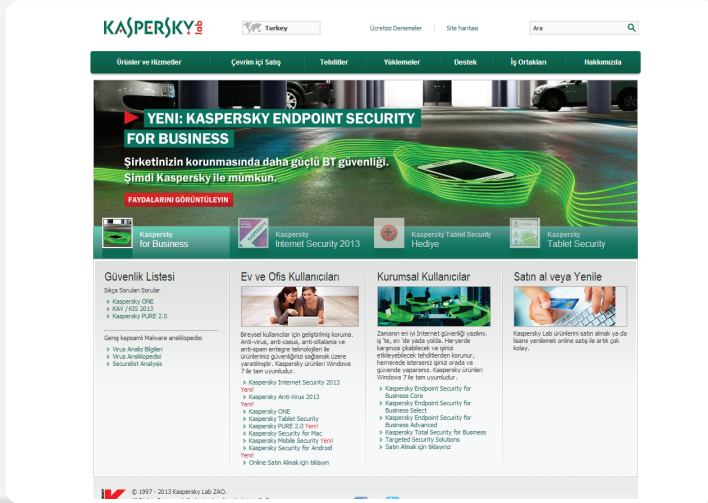 KASPERSKY lab
Turkey
Ücretsiz Denemeler
Site haritası
Ara
Ürünler ve Hizmetler
Çevrim içi Satış
Tehditler
Yüklemeler
Destek
İş Ortakları
Hakkımızda
YENI: KASPERSKY ENDPOINT SECURITY
FOR BUSINESS
Şirketinizin korunmasında daha güçlü BT güvenliği.
Şimdi Kaspersky ile mümkün.
FAYDALARINI GÖRÜNTÜLEYIN
Kaspersky
for Business
Kaspersky
Internet Security 2013
Kaspersky Tablet Security
Hediye
Kaspersky
Tablet Security
Güvenlik Listesi
Sıkça Sorulan Sorular
Kaspersky ONE
KAV / KIS 2013
Kaspersky PURE 2.0
Geniş kapsamlı Malware ansiklopedisi
Virus Analiz Bilgileri
Virus Ansiklopedisi
Securelist Analysis
Ev ve Ofis Kullanıcıları
Bireysel kullanıcılar için geliştirilmiş koruma.
Anti-virus, anti-casus, anti-oltalama ve
anti-spam entegre teknolojileri ile
ürünlerimiz güvenliğinizi sağlamak üzere
yaratılmıştır. Kaspersky ürünleri Windows
7 ile tam uyumludur.
Kaspersky Internet Security 2013
Yeni!
Kaspersky Anti-Virus 2013
Yeni!
Kaspersky ONE
Kaspersky Tablet Security
Kaspersky PURE 2.0 Yeni!
Kaspersky Security for Mac
Kaspersky Mobile Security Yeni!
Kaspersky Security for Android
Yeni!
Online Satın Almak için tıklayın
Kurumsal Kullanıcılar
Zamanın en iyi Internet güvenliği yazılımı.
iş 'te, ev 'de yada yolda. Heryerde
karşınıza çıkabilecek ve işinizi
etkileyebilecek tehditlerden korunur,
hernerede isterseniz işinizi orada ve
güvende yaparsınız. Kaspersky ürünleri
Windows 7 ile tam uyumludur.
Kaspersky Endpoint Security for
Business Core
Kaspersky Endpoint Security for
Business Select
Kaspersky Endpoint Security for
Business Advanced
Kaspersky Total Security for Business
Targeted Security Solutions
Satın Almak için tıklayınız
Satın al veya Yenile
Kaspersky Lab ürünlerini satın almak ya da
lisans yenilemek online satış ile artık çok
kolay.
© 1997 - 2013 Kaspersky Lab ZAO.